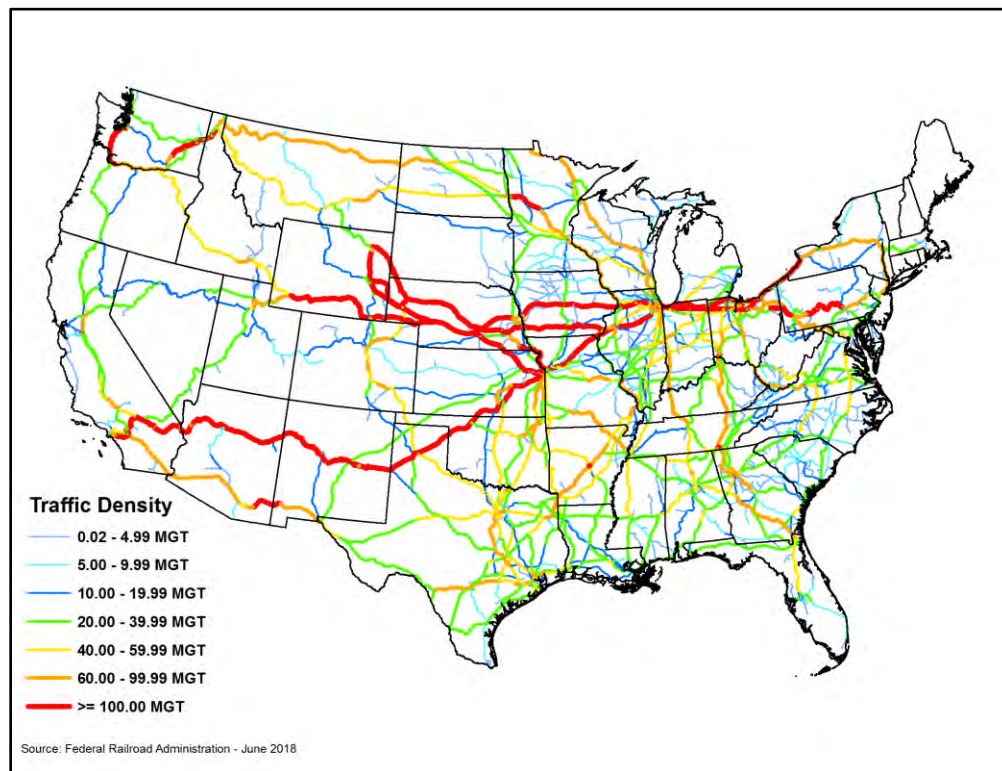 Traffic Density
0.02 - 4.99 MGT
5.00 - 9.99 MGT
10.00 - 19.99 MGT
20.00 - 39.99 MGT
40.00 - 59.99 MGT
60.00 - 99.99 MGT
>= 100.00 MGT
Source: Federal Railroad Administration - June 2018